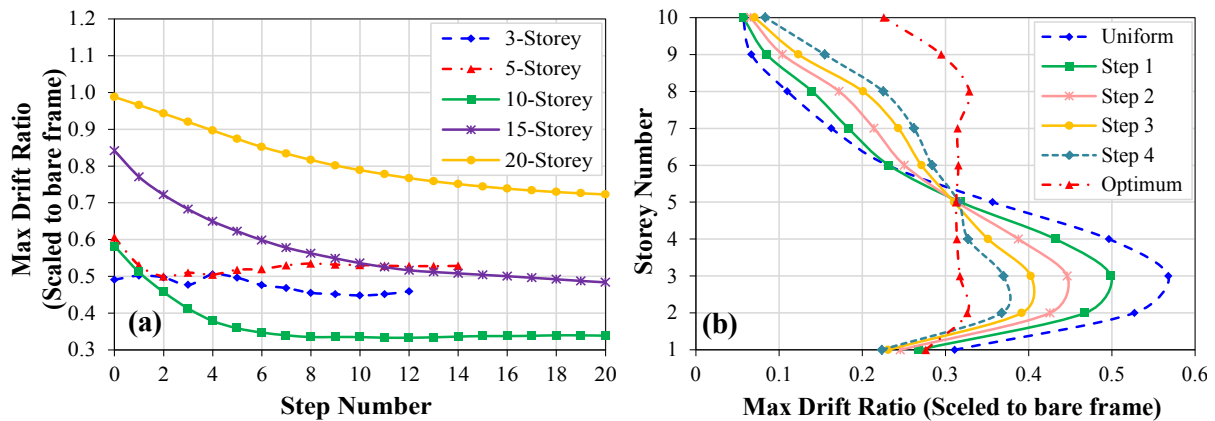 Max Drift Ratio
(Scaled to bare frame)
1.2
1.1
1.0
0.9
0.8
0.7
0.6
0.5
0.4
0.3
3-Storey
5-Storey
10-Storey
15-Storey
20-Storey
(a)
0 2 4 6 8 10 12 14 16 18 20
Step Number
Storey Number
10
9
8
7
6
5
4
3
2
1
Uniform
Step 1
Step 2
Step 3
Step 4
Optimum
(b)
0 0.1 0.2 0.3 0.4 0.5 0.6
Max Drift Ratio (Sceled to bare frame)